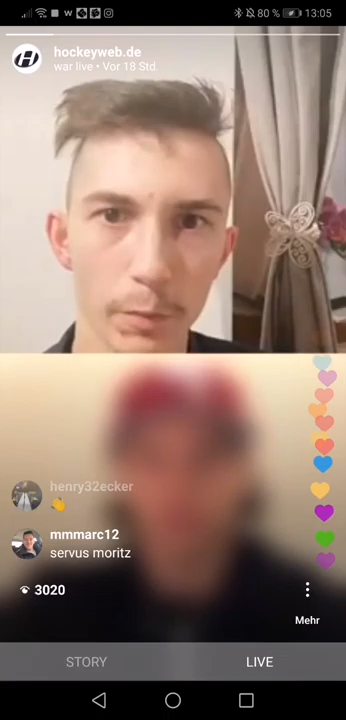 80 % 13:05
hockeyweb.de
war live • Vor 18 Std.
henry32ecker
mmmarc12
servus moritz
3020
Mehr
STORY LIVE